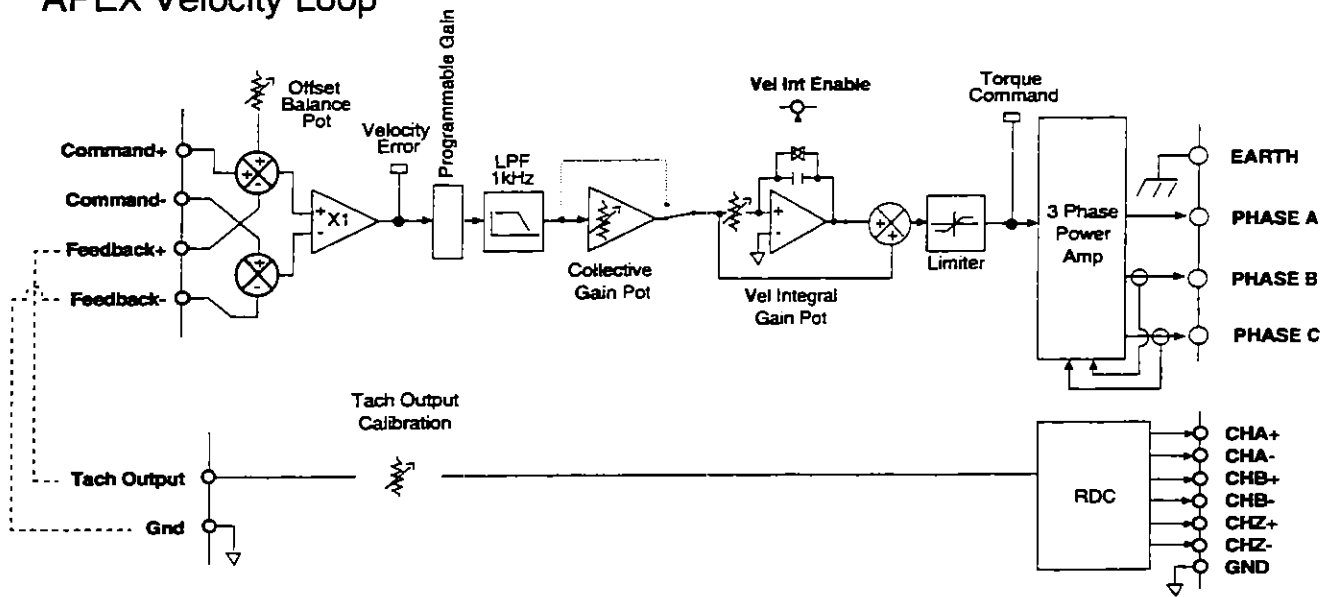 APEX Velocity Loop
Offset
Balance
Pot
Command+
Command-
Feedback+
Feedback-
+
+
-
+
-
+
-
X1
Velocity
Error
Programmable Gain
LPF
1kHz
Collective
Gain Pot
Vel Int Enable
+
-
Vel Integral
Gain Pot
+
+
Limiter
Torque
Command
3 Phase
Power
Amp
EARTH
PHASE A
PHASE B
PHASE C
Tach Output
Calibration
Tach Output
Gnd
RDC
CHA+
CHA-
CHB+
CHB-
CHZ+
CHZ-
GND